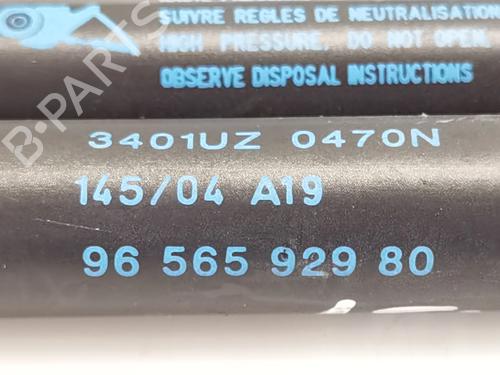 SUIVRE REGLES DE NEUTRALISATION
HIGH PRESSURE, DO NOT OPEN,
OBSERVE DISPOSAL INSTRUCTIONS
B-PARTS
3401UZ 0470N
145/04 A19
96 565 929 80